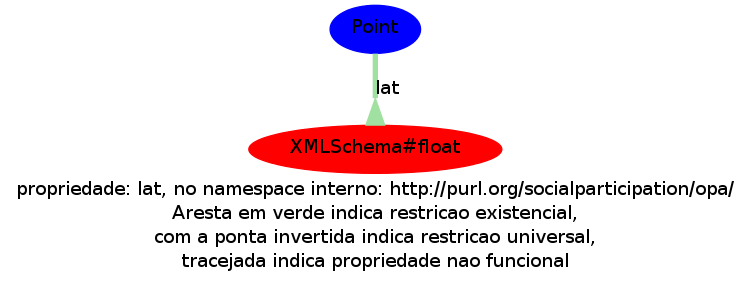 Point
lat
XMLSchema#float
propriedade: lat, no namespace interno: http://purl.org/socialparticipation/opa/
Aresta em verde indica restricao existencial,
com a ponta invertida indica restricao universal,
tracejada indica propriedade nao funcional